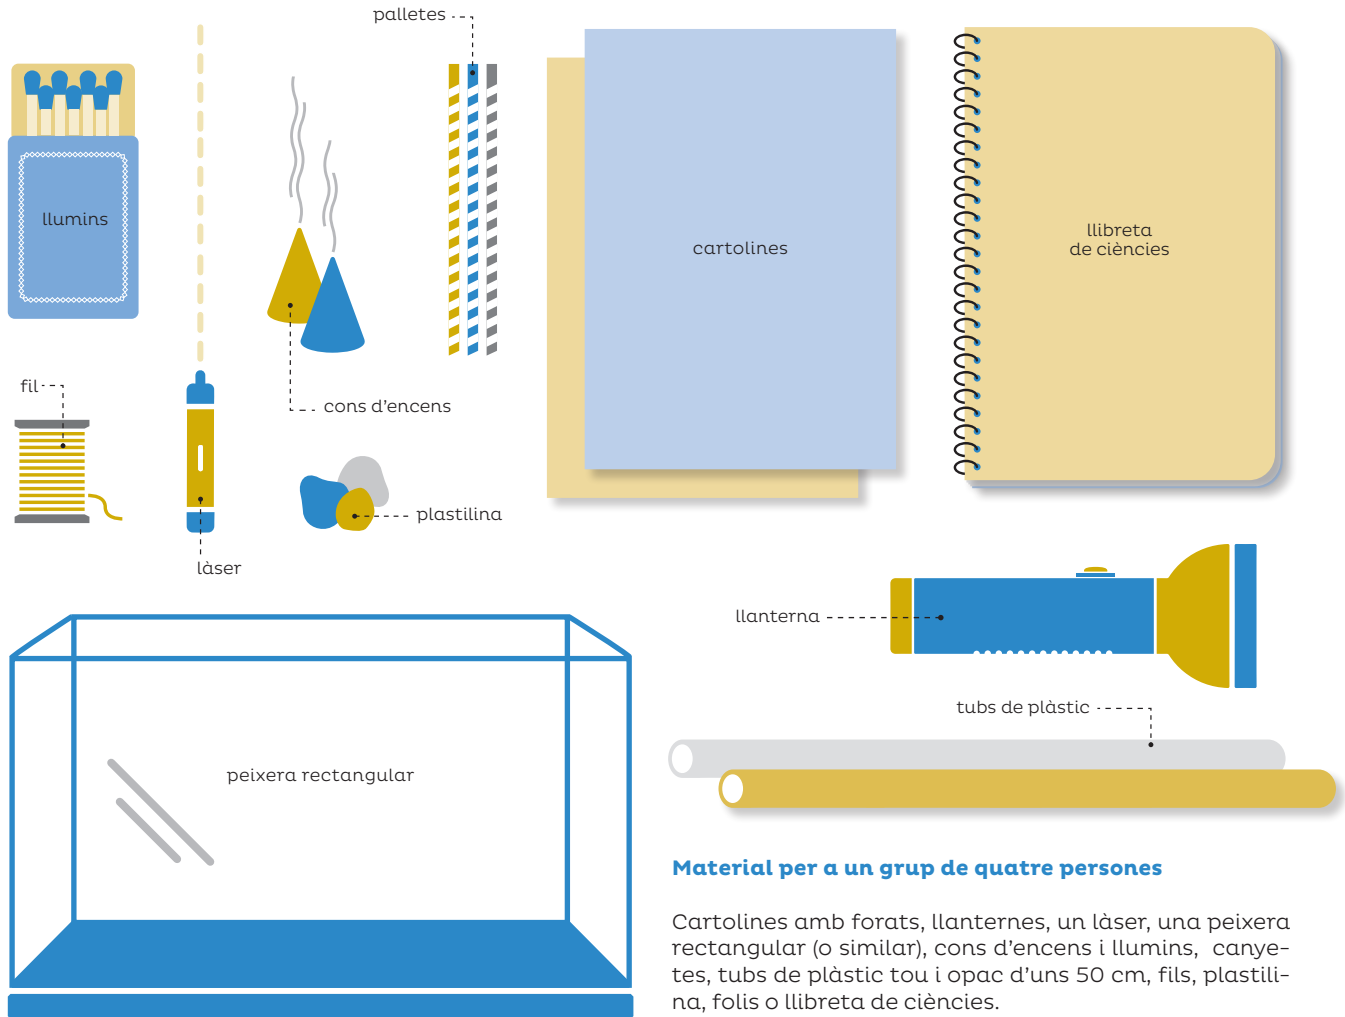 palletes
llumins
cartolines
llibreta
de ciències
fil
cons d'encens
plastilina
làser
llanterna
tubs de plàstic
peixera rectangular
Material per a un grup de quatre persones
Cartolines amb forats, llanternes, un làser, una peixera
rectangular (o similar), cons d'encens i llumins, canye-
tes, tubs de plàstic tou i opac d'uns 50 cm, fils, plastili-
na, folis o llibreta de ciències.